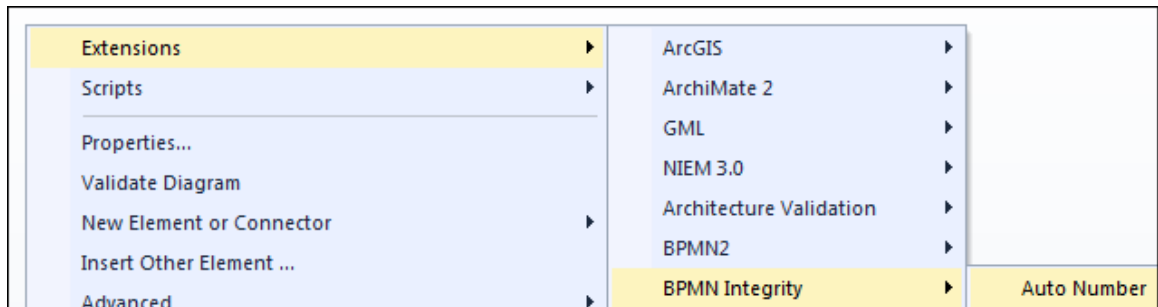 Extensions
Scripts
Properties...
Validate Diagram
New Element or Connector
Insert Other Element ...
Advanced
ArcGIS
ArchiMate 2
GML
NIEM 3.0
Architecture Validation
BPMN2
BPMN Integrity
Auto Number